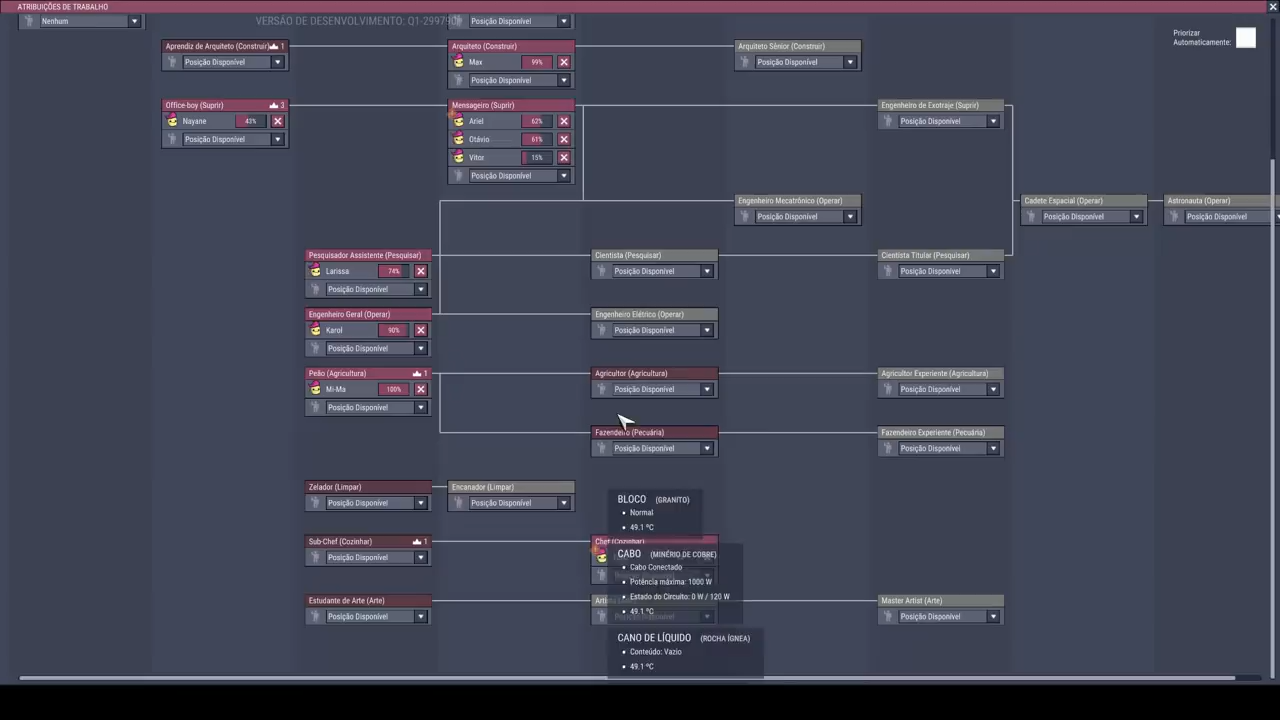 ATRIBUIÇÕES DE TRABALHO
Nenhum
VERSÃO DE DESENVOLVIMENTO: Q1-299790
Posição Disponível
Priorizar
Automaticamente:
Aprendiz de Arquiteto (Construir) 1
Posição Disponível
Arquiteto (Construir)
Max 99%
Posição Disponível
Arquiteto Sênior (Construir)
Posição Disponível
Office-boy (Suprir) 3
Nayane 43%
Posição Disponível
Mensageiro (Suprir)
Ariel 62%
Otávio 61%
Vitor 15%
Posição Disponível
Engenheiro de Exotraje (Suprir)
Posição Disponível
Engenheiro Mecatrônico (Operar)
Posição Disponível
Cadete Espacial (Operar)
Posição Disponível
Astronauta (Operar)
Posição Disponível
Pesquisador Assistente (Pesquisar)
Larissa 74%
Posição Disponível
Cientista (Pesquisar)
Posição Disponível
Cientista Titular (Pesquisar)
Posição Disponível
Engenheiro Geral (Operar)
Karol 90%
Posição Disponível
Engenheiro Elétrico (Operar)
Posição Disponível
Peão (Agricultura) 1
Mi-Ma 100%
Posição Disponível
Agricultor (Agricultura)
Posição Disponível
Agricultor Experiente (Agricultura)
Posição Disponível
Fazendeiro (Pecuária)
Posição Disponível
Fazendeiro Experiente (Pecuária)
Posição Disponível
Zelador (Limpar)
Posição Disponível
Encanador (Limpar)
Posição Disponível
BLOCO (GRANITO)
Normal
49.1 ºC
Sub-Chef (Cozinhar) 1
Posição Disponível
Chef (Cozinhar)
CABO (MINÉRIO DE COBRE)
Cabo Conectado
Potência máxima: 1000 W
Estado do Circuito: 0 W / 120 W
49.1 ºC
Estudante de Arte (Arte)
Posição Disponível
Posição Disponível
Master Artist (Arte)
Posição Disponível
CANO DE LÍQUIDO (ROCHA ÍGNEA)
Conteúdo: Vazio
49.1 ºC